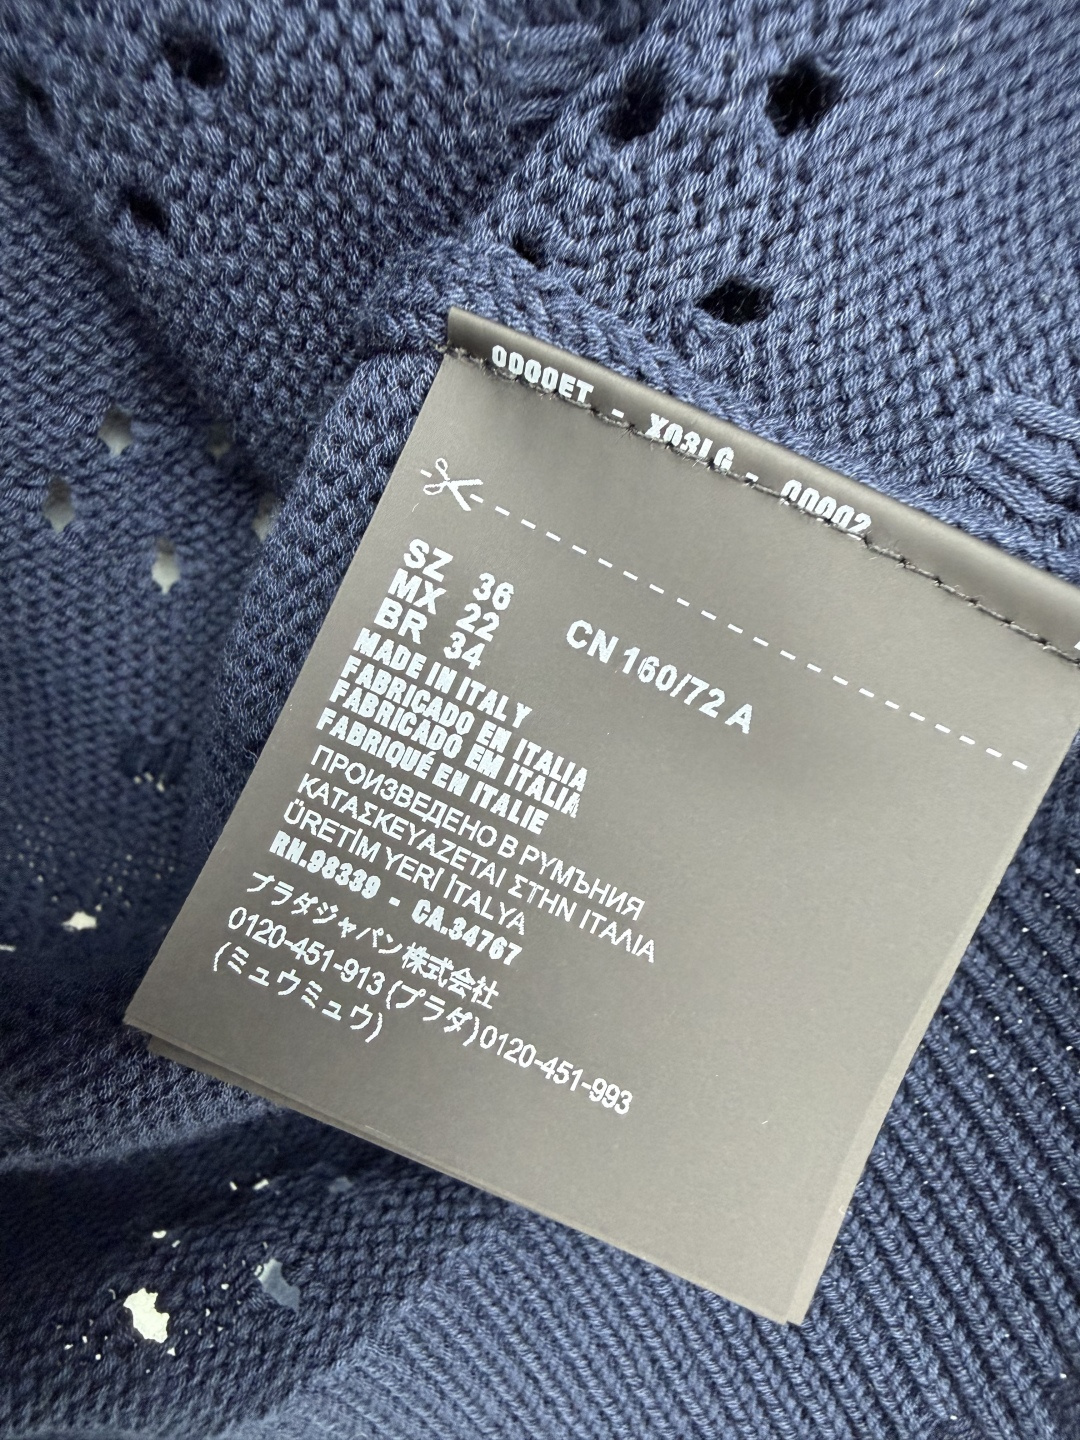 0000ET - X03LG - 00002
SZ 36
MX 22
BR 34
CN 160/72 A
MADE IN ITALY
FABRICADO EN ITALIA
FABRICADO EM ITALIA
FABRIQUÉ EN ITALIE
ПРОИЗВЕДЕНО В РУМЪНИЯ
ΚΑΤΑΣΚΕΥΑΖΕΤΑΙ ΣΤΗΝ ΙΤΑΛΙΑ
ÜRETİM YERİ İTALYA
RN.98339 - CA.34767
プラダジャパン株式会社
0120-451-913 (プラダ) 0120-451-993
(ミュウミュウ)